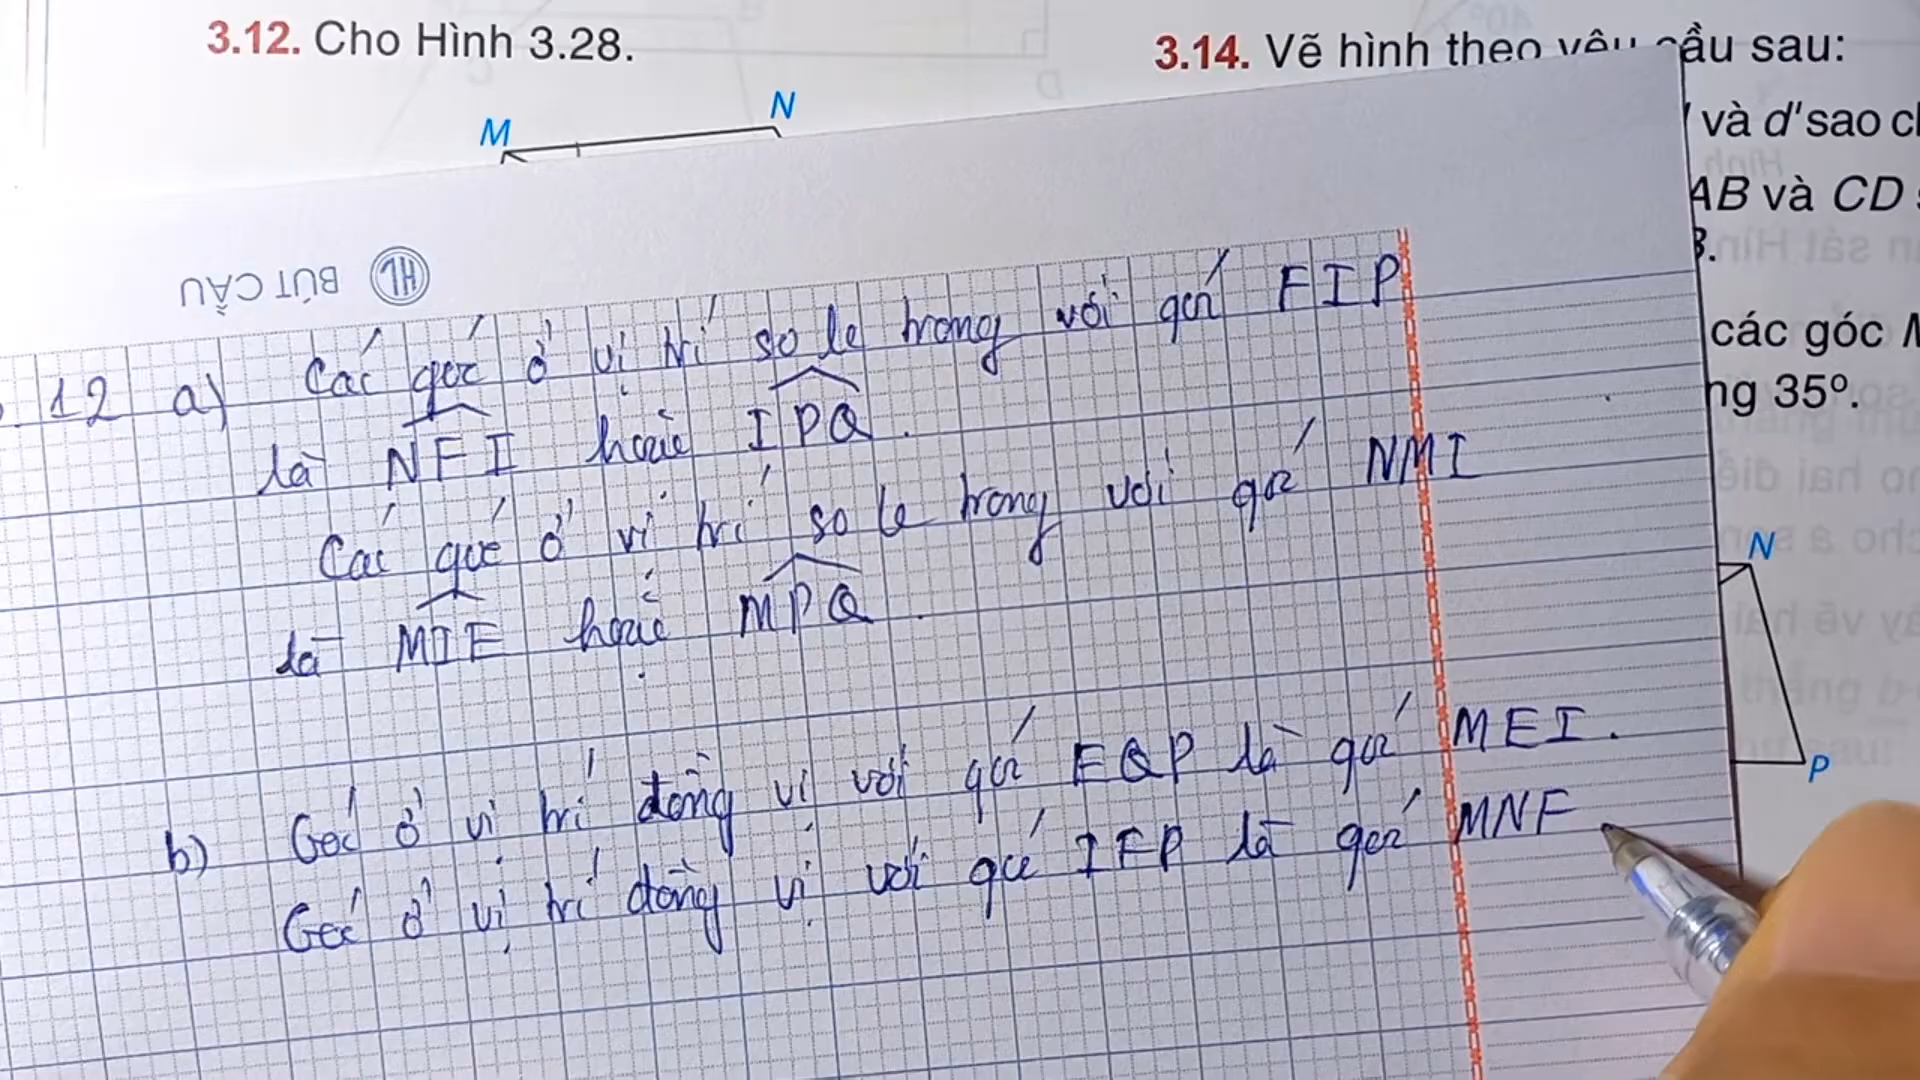 3.12. Cho Hình 3.28.
M
N
3.14. Vẽ hình theo yêu cầu sau:
và d' sao
AB và CD
B.
các góc
ng 35°.
N
P
BÚT CẦU
HL
12 a) Các góc ở vị trí so le trong với góc FIP
là NFI hoặc IPQ.
Các góc ở vị trí so le trong với góc NMI
là MIF hoặc MPQ.
b) Góc ở vị trí đồng vị với góc EQP là góc MEI.
Góc ở vị trí đồng vị với góc IFP là góc MNF